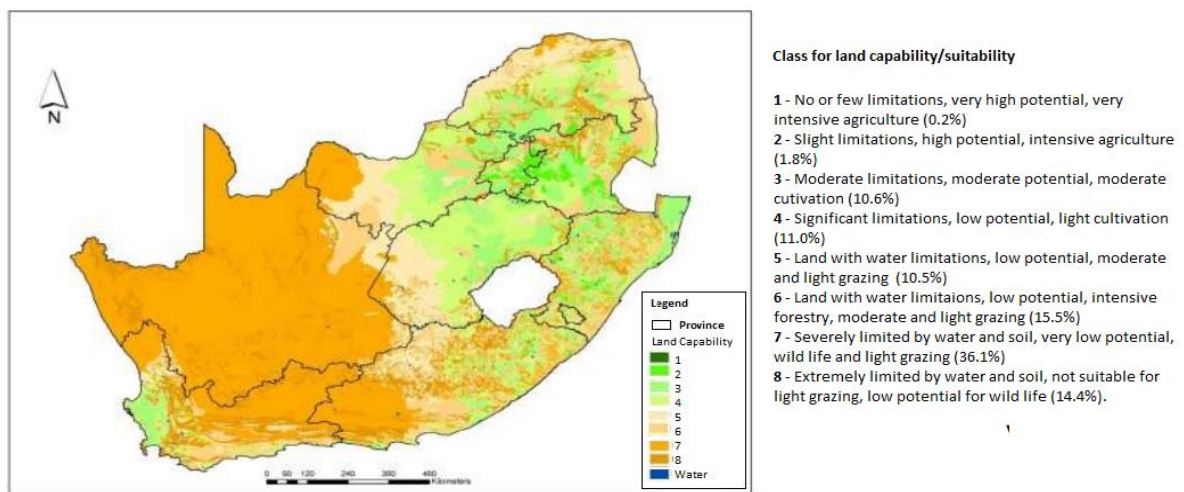 N
Legend
Province
Land Capability
1
2
3
4
5
6
7
8
Water
0 60 120 240 360 480
Kilometers
Class for land capability/suitability
1 - No or few limitations, very high potential, very
intensive agriculture (0.2%)
2 - Slight limitations, high potential, intensive agriculture
(1.8%)
3 - Moderate limitations, moderate potential, moderate
cutivation (10.6%)
4 - Significant limitations, low potential, light cultivation
(11.0%)
5 - Land with water limitations, low potential, moderate
and light grazing (10.5%)
6 - Land with water limitaions, low potential, intensive
forestry, moderate and light grazing (15.5%)
7 - Severely limited by water and soil, very low potential,
wild life and light grazing (36.1%)
8 - Extremely limited by water and soil, not suitable for
light grazing, low potential for wild life (14.4%).